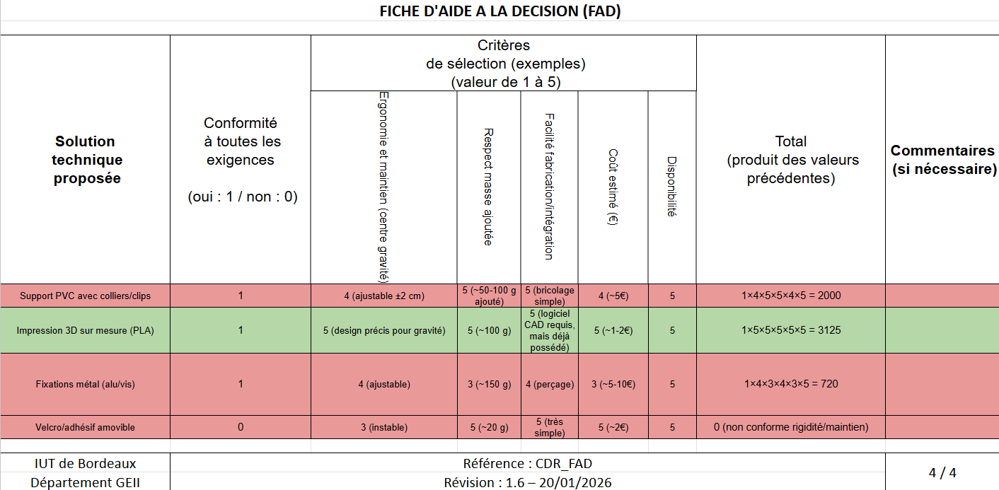 FICHE D'AIDE A LA DECISION (FAD)
Solution
technique
proposée
Conformité
à toutes les
exigences
(oui : 1 / non : 0)
Critères
de sélection (exemples)
(valeur de 1 à 5)
Ergonomie et maintien (centre gravité)
Respect masse ajoutée
Facilité fabrication/intégration
Coût estimé (€)
Disponibilité
Total
(produit des valeurs
précédentes)
Commentaires
(si nécessaire)
Support PVC avec colliers/clips
1
4 (ajustable ±2 cm)
5 (~50-100 g
ajouté)
5 (bricolage
simple)
4 (~5€)
5
1×4×5×5×4×5 = 2000
Impression 3D sur mesure (PLA)
1
5 (design précis pour gravité)
5 (~100 g)
5 (logiciel
CAD requis,
mais déjà
possédé)
5 (~1-2€)
5
1×5×5×5×5×5 = 3125
Fixations métal (alu/vis)
1
4 (ajustable)
3 (~150 g)
4 (perçage)
3 (~5-10€)
5
1×4×3×4×3×5 = 720
Velcro/adhésif amovible
0
3 (instable)
5 (~20 g)
5 (très
simple)
5 (~2€)
5
0 (non conforme rigidité/maintien)
IUT de Bordeaux
Département GEII
Référence : CDR_FAD
Révision : 1.6 – 20/01/2026
4 / 4